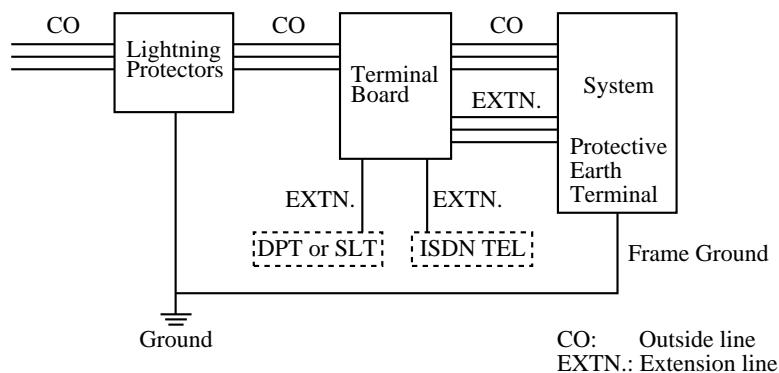 CO
CO
CO
Lightning
Protectors
Terminal
Board
System
EXTN.
Protective
Earth
Terminal
EXTN.
EXTN.
DPT or SLT
ISDN TEL
Frame Ground
Ground
CO: Outside line
EXTN.: Extension line